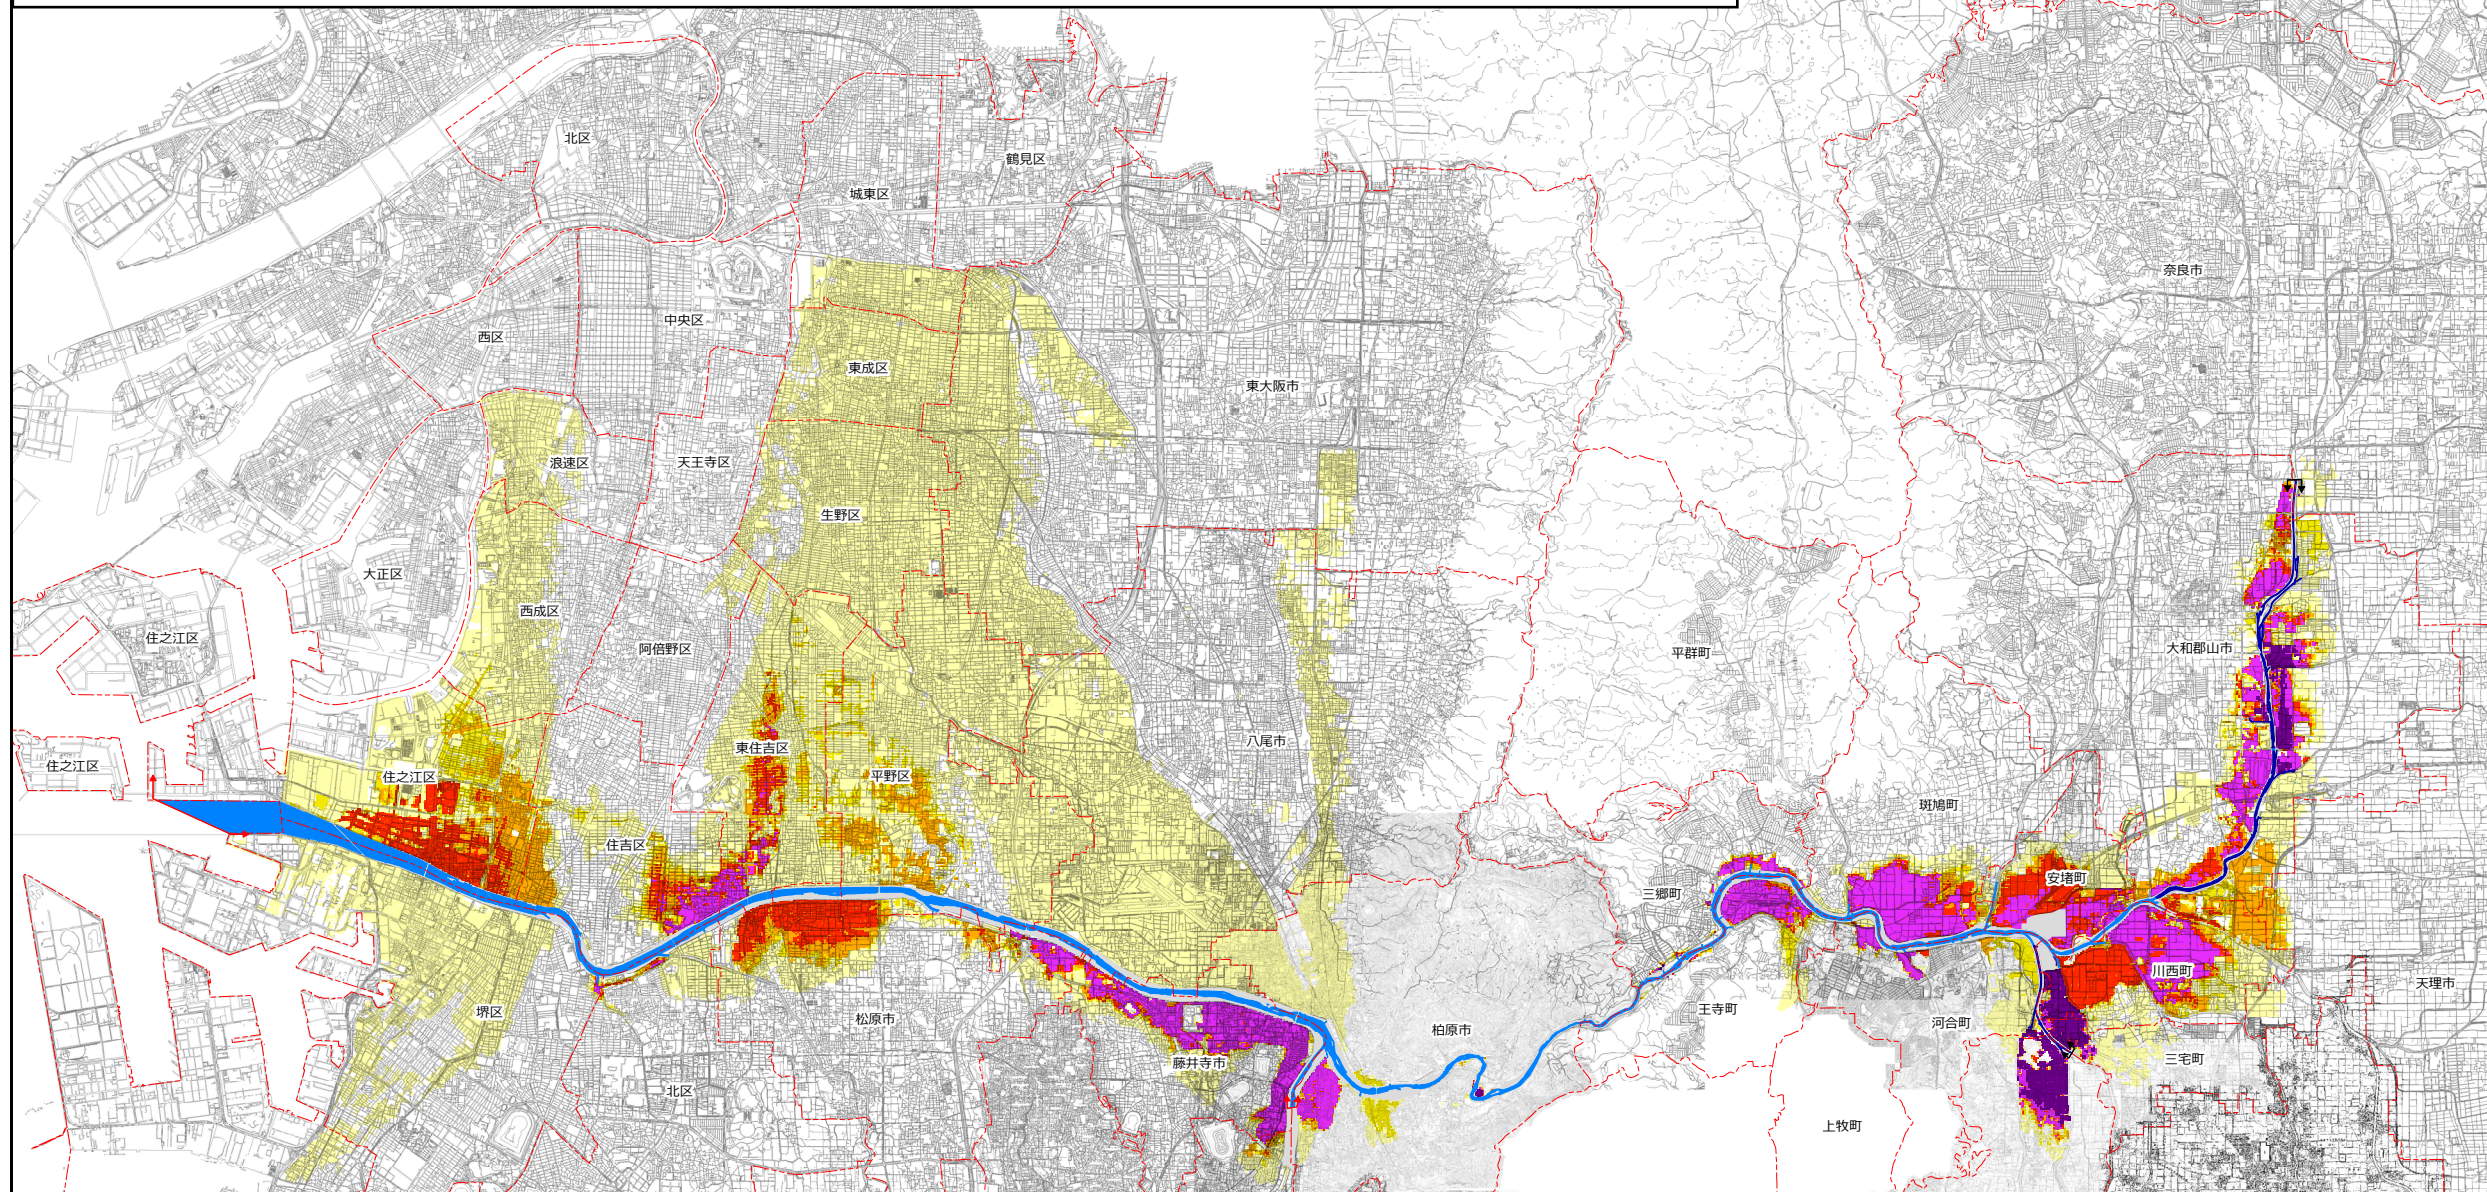 北区
鶴見区
城東区
奈良市
中央区
西区
東成区
東大阪市
浪速区
天王寺区
生野区
大正区
西成区
住之江区
阿倍野区
平群町
大和郡山市
東住吉区
八尾市
住之江区
住之江区
平野区
斑鳩町
住吉区
安堵町
三郷町
川西町
天理市
堺区
松原市
王寺町
河合町
柏原市
藤井寺市
三宅町
北区
上牧町